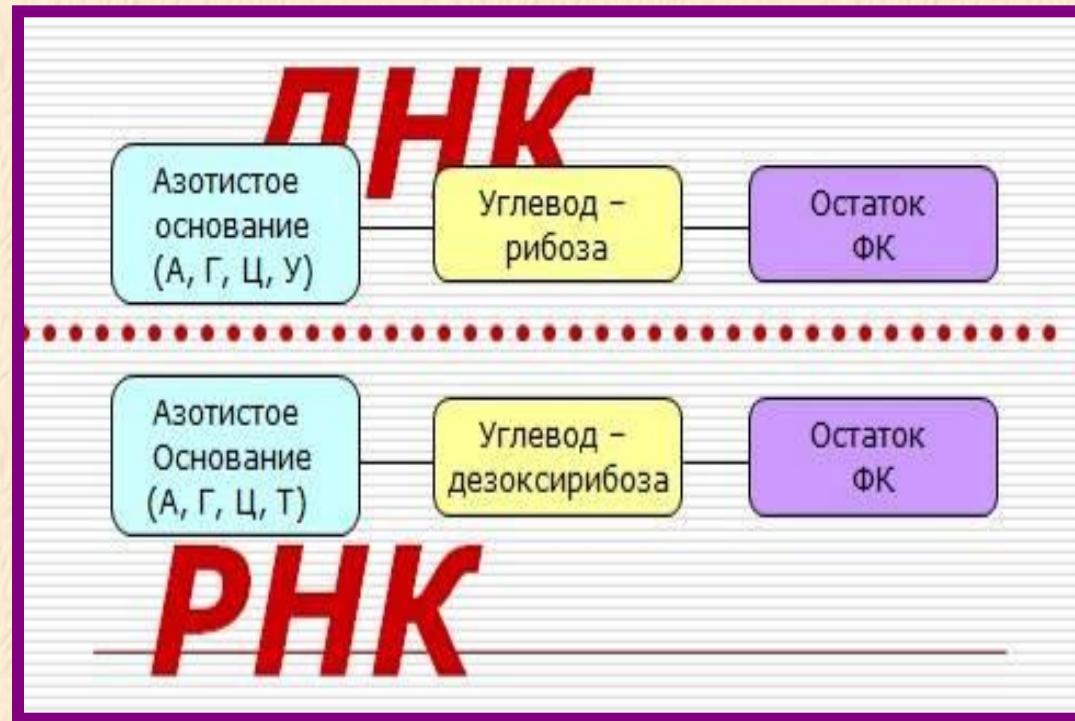 ДНК
Азотистое
основание
(А, Г, Ц, У)
Углевод –
рибоза
Остаток
ФК
Азотистое
Основание
(А, Г, Ц, Т)
Углевод –
дезоксирибоза
Остаток
ФК
РНК